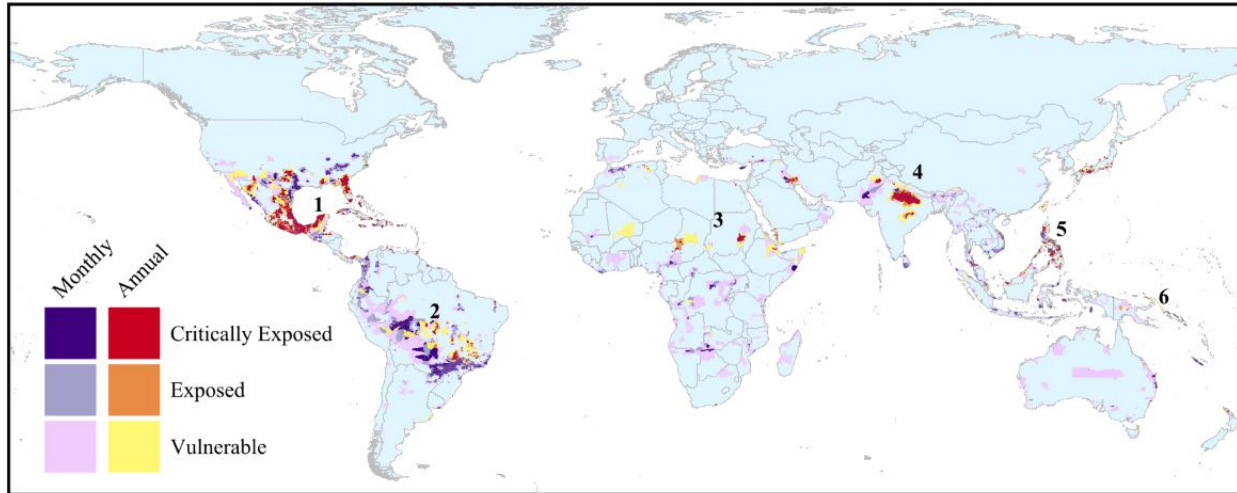 1
2
3
4
5
6
Monthly
Annual
Critically Exposed
Exposed
Vulnerable